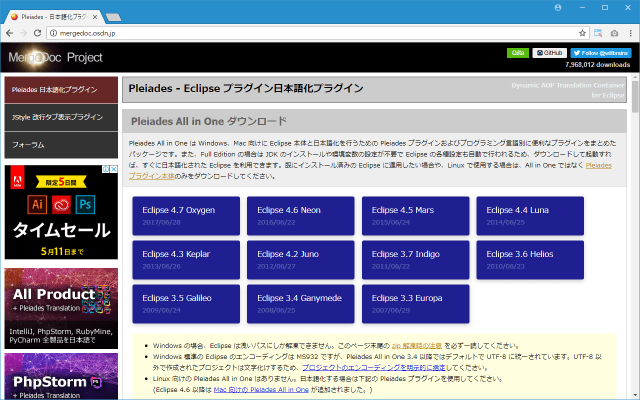 Pleiades - 日本語化プラグイン
mergedoc.osdn.jp
MergeDoc Project
Qiita
GitHub
Follow @willbrains
7,968,012 downloads
Pleiades 日本語化プラグイン
JStyle 改行タブ表示プラグイン
フォーラム
Pleiades - Eclipse プラグイン日本語化プラグイン
Dynamic AOP Translation Container
for Eclipse
Pleiades All in One ダウンロード
Pleiades All in One は Windows、Mac 向けに Eclipse 本体と日本語化を行うための Pleiades プラグインおよびプログラミング言語別に便利なプラグインをまとめた
パッケージです。また、Full Edition の場合は JDK のインストールや環境変数の設定が不要で Eclipse の各種設定も自動で行われるため、ダウンロードして起動すれ
ば、すぐに日本語化された Eclipse を利用できます。既にインストール済みの Eclipse に適用したい場合や、Linux で使用する場合は、All in One ではなく Pleiades
プラグイン本体のみをダウンロードしてください。
Eclipse 4.7 Oxygen
2017/06/28
Eclipse 4.6 Neon
2016/06/22
Eclipse 4.5 Mars
2015/06/24
Eclipse 4.4 Luna
2014/06/25
Eclipse 4.3 Keplar
2013/06/26
Eclipse 4.2 Juno
2012/06/27
Eclipse 3.7 Indigo
2011/06/22
Eclipse 3.6 Helios
2010/06/23
Eclipse 3.5 Galileo
2009/06/24
Eclipse 3.4 Ganymede
2008/06/25
Eclipse 3.3 Europa
2007/06/29
Windows の場合、Eclipse は浅いパスにしか解凍できません。このページ末尾の zip 解凍時の注意 を必ず一読してください。
Windows 標準の Eclipse のエンコーディングは MS932 ですが、Pleiades All in One 3.4 以降ではデフォルトで UTF-8 に統一されています。UTF-8 以
外で作成されたプロジェクトは文字化けするため、プロジェクトのエンコーディングを明示的に指定してください。
Linux 向けの Pleiades All in One はありません。日本語化する場合は下記の Pleiades プラグインを使用してください。
(Eclipse 4.6 以降は Mac 向けの Pleiades All in One が追加されました。)
Adobe
限定5日間
Ai
Ps
タイムセール
5月11日まで
All Product
+ Pleiades Translation
IntelliJ, PhpStorm, RubyMine,
PyCharm 全製品を日本語で
PhpStorm
+ Pleiades Translation